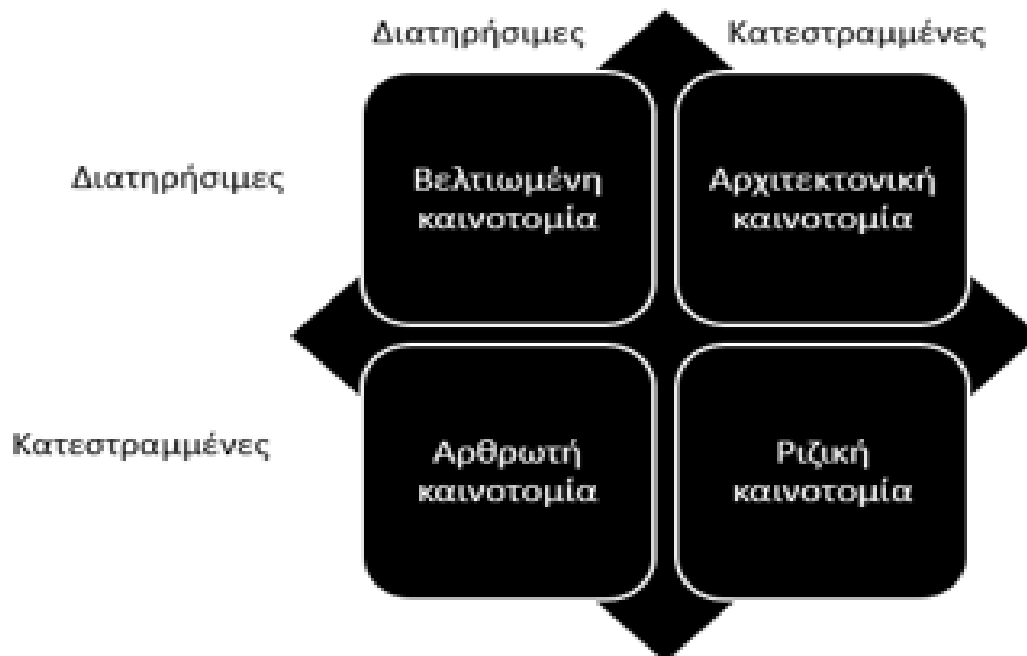 Διατηρήσιμες Κατεστραμμένες
Διατηρήσιμες
Βελτιωμένη
καινοτομία
Αρχιτεκτονική
καινοτομία
Κατεστραμμένες
Αρθρωτή
καινοτομία
Ριζική
καινοτομία